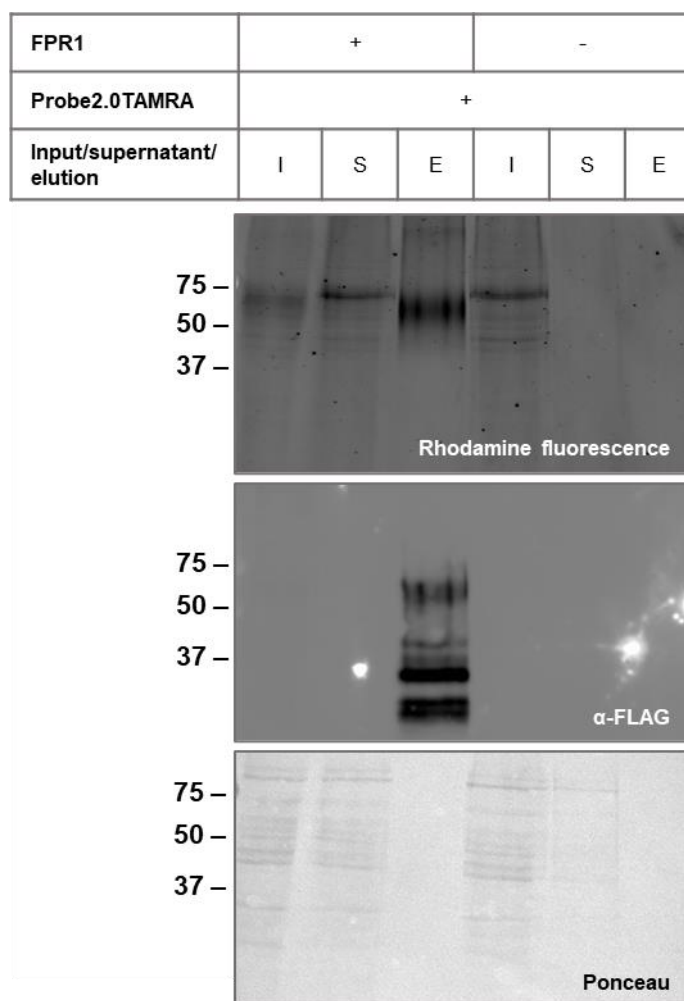 FPR1 + -
Probe2.0TAMRA +
Input/supernatant/
elution I S E I S E
75 –
50 –
37 –
Rhodamine fluorescence
75 –
50 –
37 –
α-FLAG
75 –
50 –
37 –
Ponceau